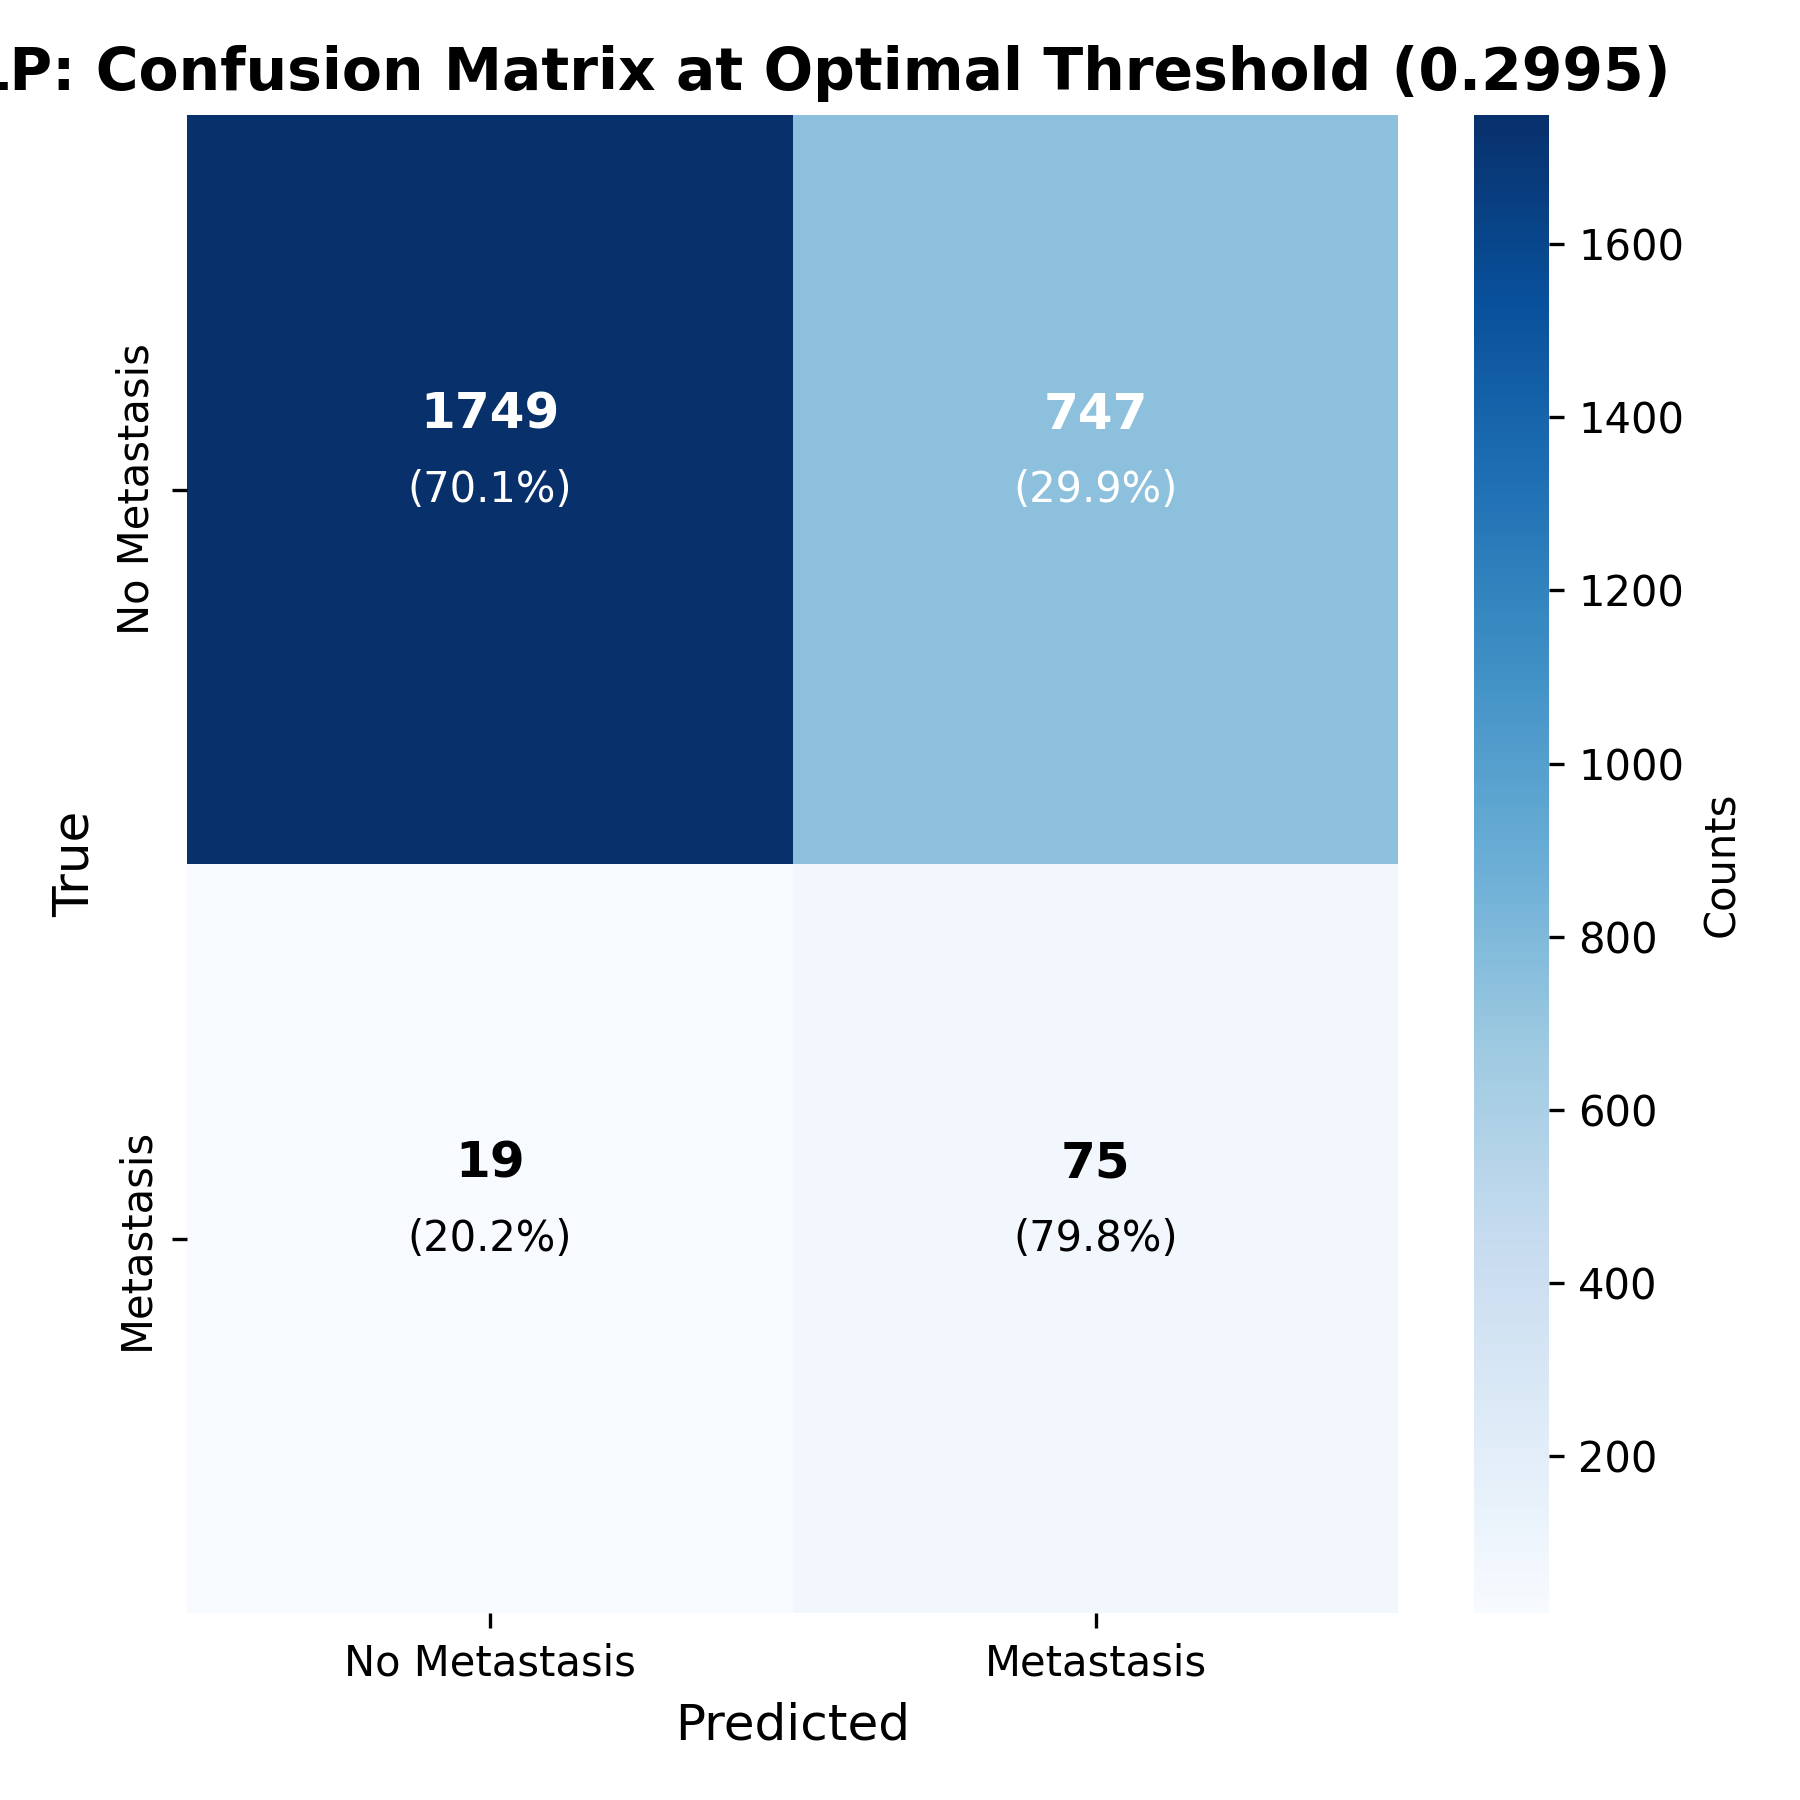 LP: Confusion Matrix at Optimal Threshold (0.2995)
No Metastasis
1749
(70.1%)
747
(29.9%)
Metastasis
19
(20.2%)
75
(79.8%)
True
No Metastasis
Metastasis
Predicted
1600
1400
1200
1000
800
600
400
200
Counts